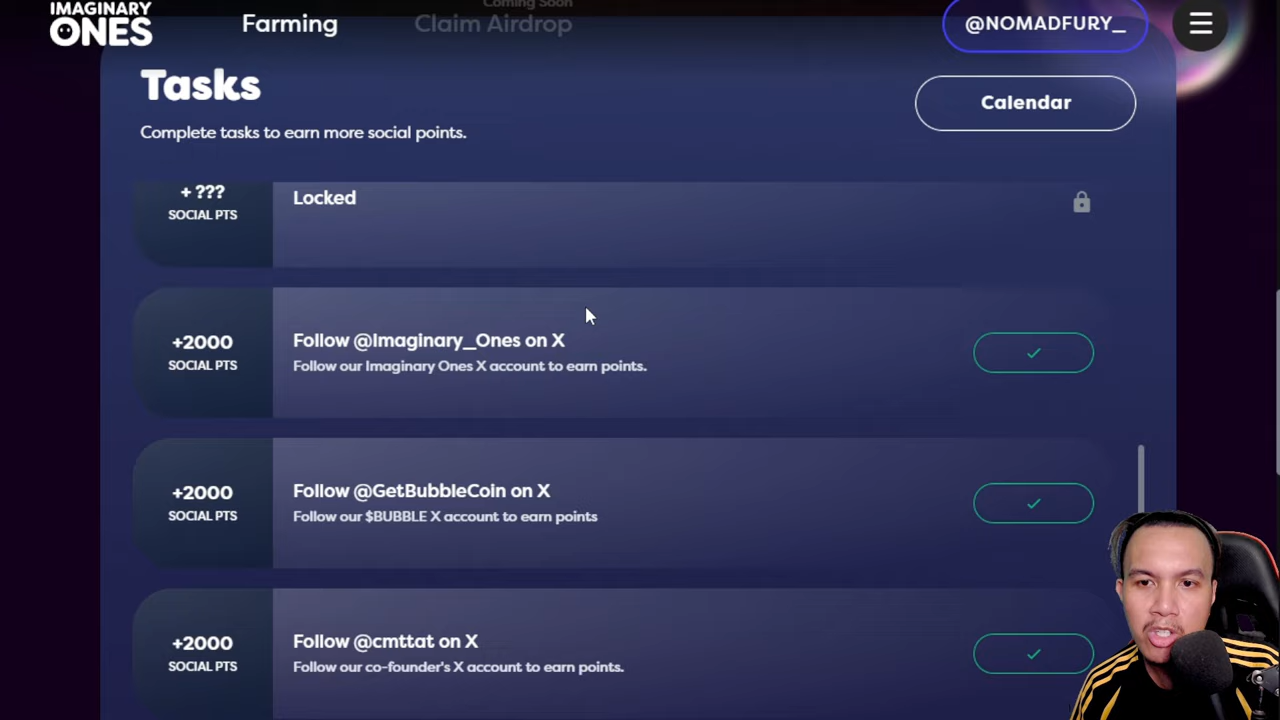 IMAGINARY
ONES
Farming
Coming Soon
Claim Airdrop
@NOMADFURY_
Tasks
Complete tasks to earn more social points.
Calendar
+ ???
SOCIAL PTS
Locked
+2000
SOCIAL PTS
Follow @Imaginary_Ones on X
Follow our Imaginary Ones X account to earn points.
+2000
SOCIAL PTS
Follow @GetBubbleCoin on X
Follow our $BUBBLE X account to earn points
+2000
SOCIAL PTS
Follow @cmttat on X
Follow our co-founder's X account to earn points.